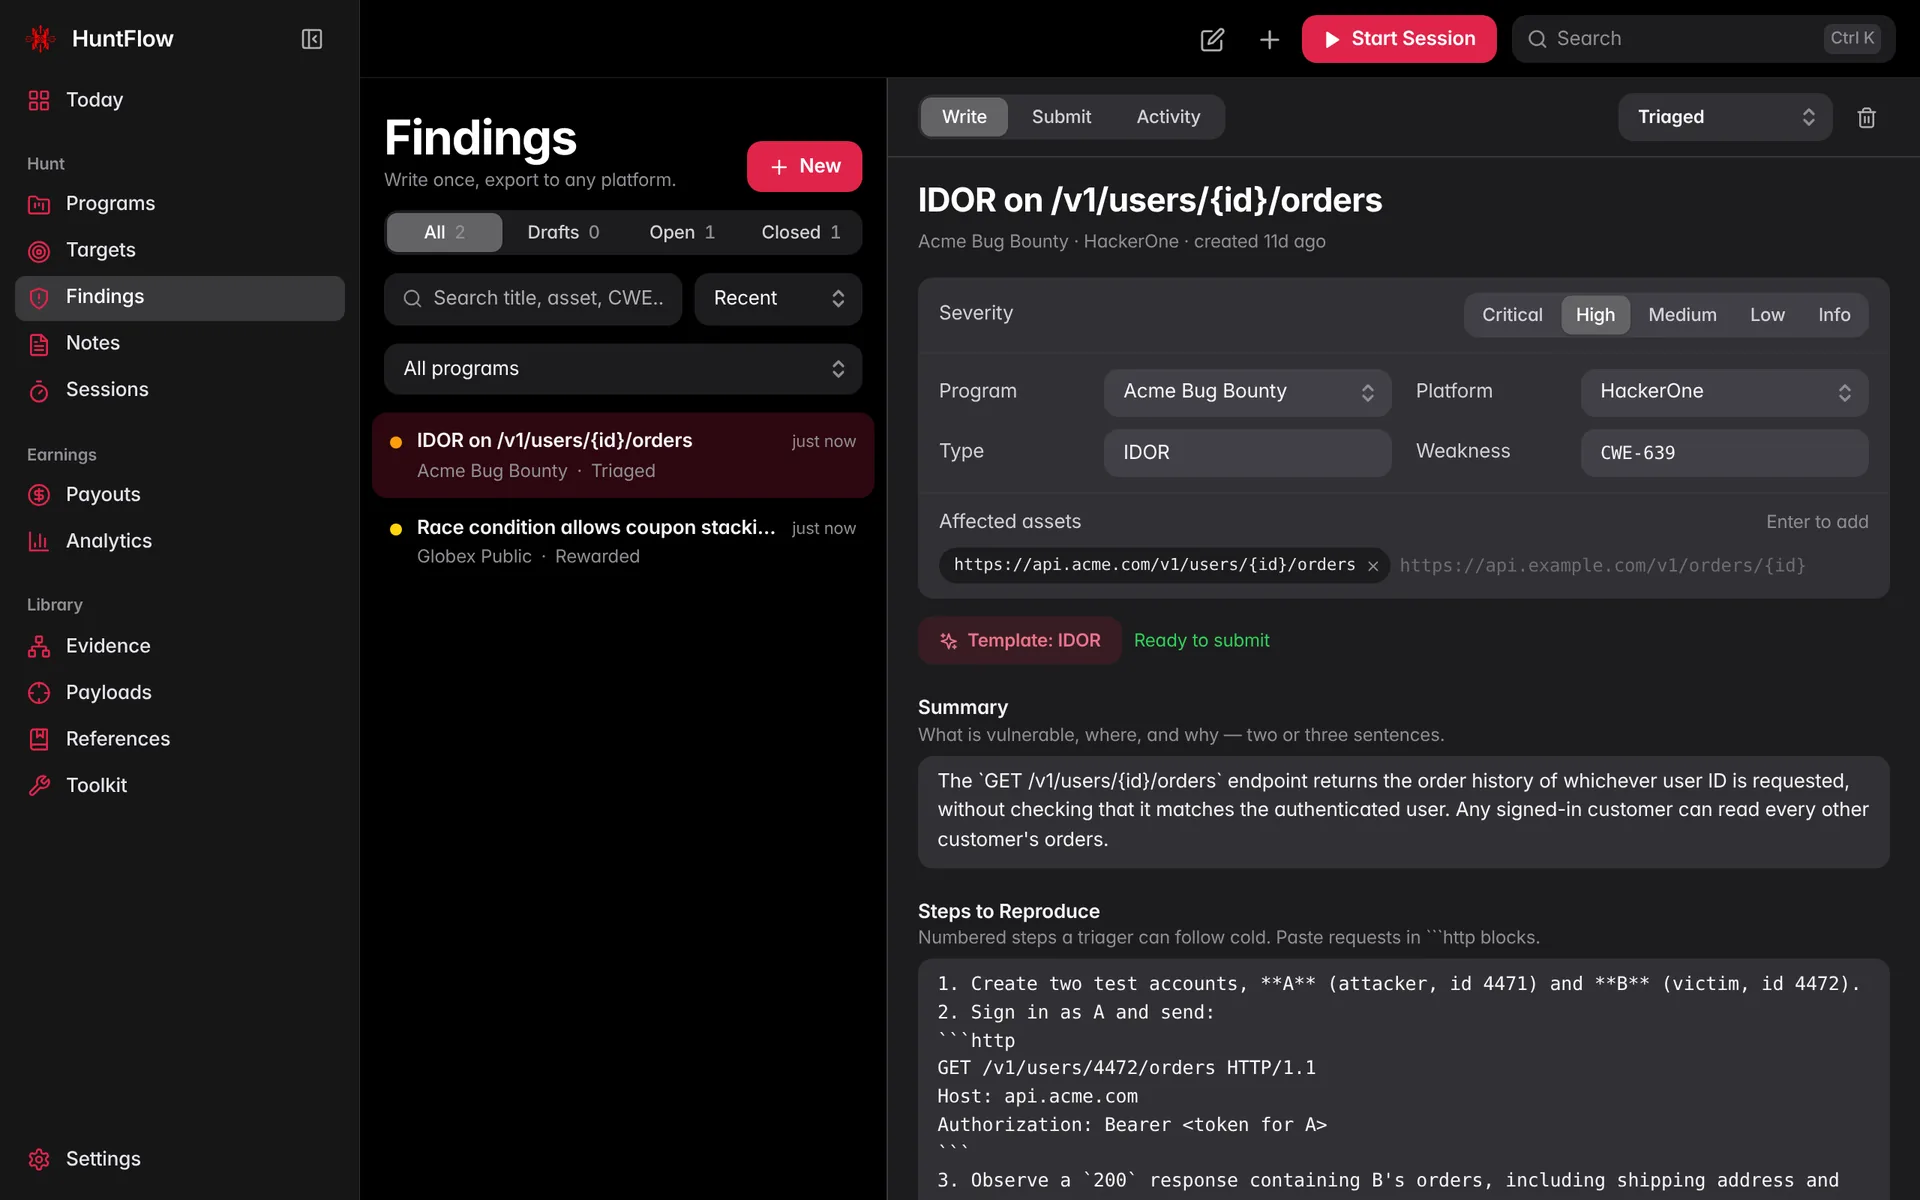 HuntFlow
Today
Hunt
Programs
Targets
Findings
Notes
Sessions
Earnings
Payouts
Analytics
Library
Evidence
Payloads
References
Toolkit
Settings
Start Session
Search
Ctrl K
Findings
Write once, export to any platform.
New
All 2
Drafts 0
Open 1
Closed 1
Search title, asset, CWE..
Recent
All programs
IDOR on /v1/users/{id}/orders
just now
Acme Bug Bounty · Triaged
Race condition allows coupon stacki...
just now
Globex Public · Rewarded
Write
Submit
Activity
Triaged
IDOR on /v1/users/{id}/orders
Acme Bug Bounty · HackerOne · created 11d ago
Severity
Critical
High
Medium
Low
Info
Program
Acme Bug Bounty
Platform
HackerOne
Type
IDOR
Weakness
CWE-639
Affected assets
Enter to add
https://api.acme.com/v1/users/{id}/orders ×
https://api.example.com/v1/orders/{id}
Template: IDOR
Ready to submit
Summary
What is vulnerable, where, and why — two or three sentences.
The `GET /v1/users/{id}/orders` endpoint returns the order history of whichever user ID is requested,
without checking that it matches the authenticated user. Any signed-in customer can read every other
customer's orders.
Steps to Reproduce
Numbered steps a triager can follow cold. Paste requests in ```http blocks.
1. Create two test accounts, **A** (attacker, id 4471) and **B** (victim, id 4472).
2. Sign in as A and send:
```http
GET /v1/users/4472/orders HTTP/1.1
Host: api.acme.com
Authorization: Bearer <token for A>
```
3. Observe a `200` response containing B's orders, including shipping address and